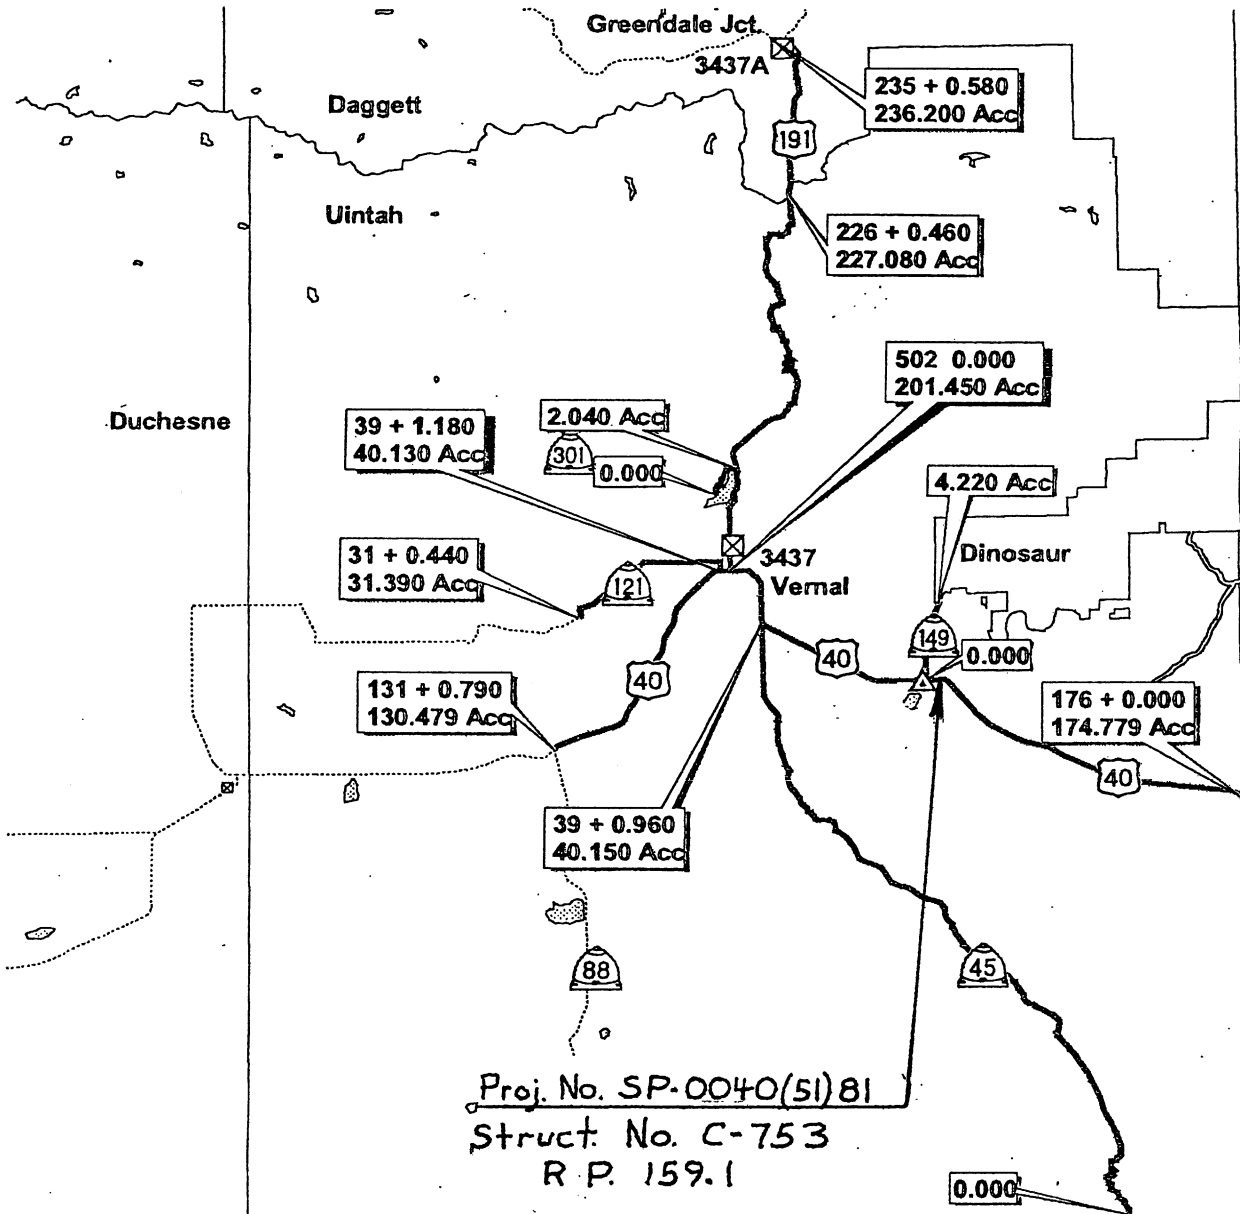 Greendale Jct.
3437A
235 + 0.580
236.200 Acc
Daggett
191
Uintah
226 + 0.460
227.080 Acc
502 0.000
201.450 Acc
Duchesne
39 + 1.180
40.130 Acc
2.040 Acc
301
0.000
4.220 Acc
31 + 0.440
31.390 Acc
121
3437
Vernal
Dinosaur
149
0.000
40
40
131 + 0.790
130.479 Acc
176 + 0.000
174.779 Acc
40
39 + 0.960
40.150 Acc
88
45
Proj. No. SP-0040(51)81
Struct. No. C-753
R P. 159.1
0.000